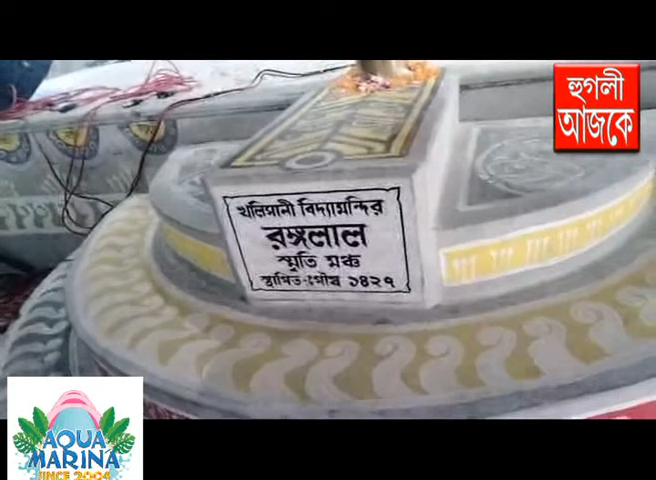 হুগলী
আজকে
খলিসানী বিদ্যামন্দির
রঙ্গলাল
স্মৃতি মঞ্চ
স্থাপিত-পৌষ ১৪২৭
AQUA
MARINA
SINCE 2004